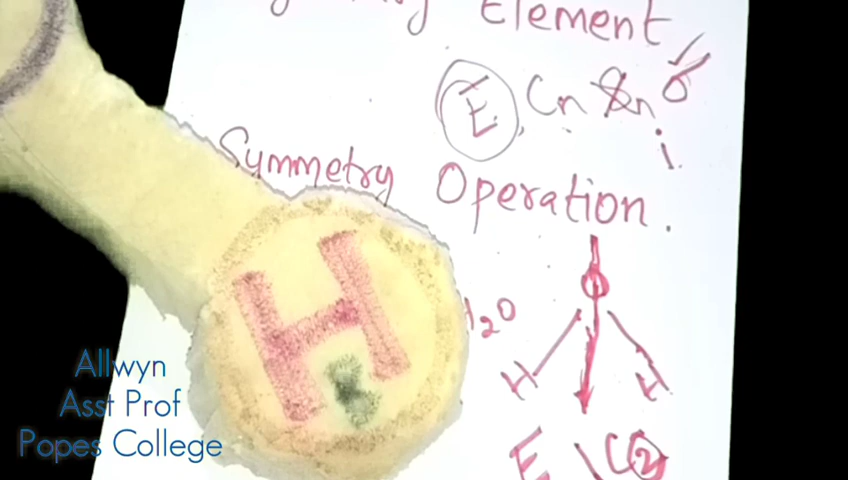 Element
E Cn Sn σ
i
Symmetry Operation.
H
H₂O
H H
E C2
Allwyn
Asst Prof
Popes College